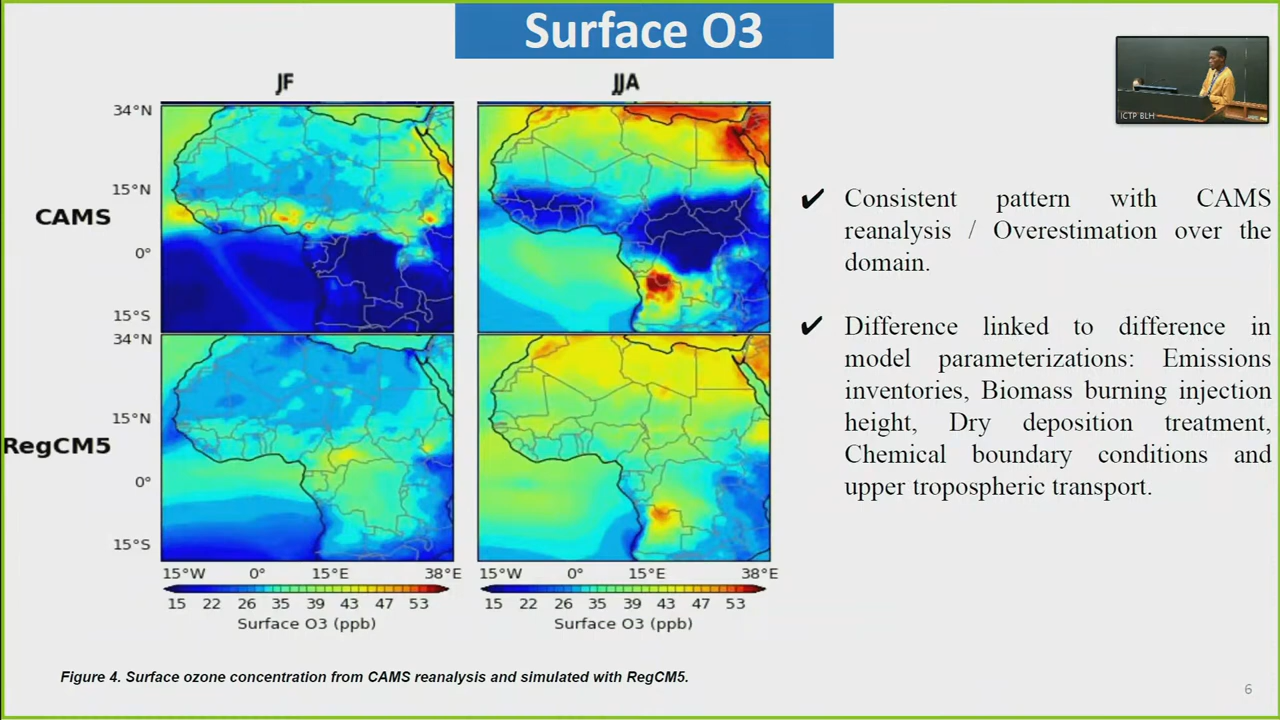 Surface O3
JF
JJA
ICTP BLH
34°N
15°N
CAMS
0°
15°S
34°N
15°N
RegCM5
0°
15°S
15°W 0° 15°E 38°E
15°W 0° 15°E 38°E
15 22 26 35 39 43 47 53
15 22 26 35 39 43 47 53
Surface O3 (ppb)
Surface O3 (ppb)
✔ Consistent pattern with CAMS
reanalysis / Overestimation over the
domain.
✔ Difference linked to difference in
model parameterizations: Emissions
inventories, Biomass burning injection
height, Dry deposition treatment,
Chemical boundary conditions and
upper tropospheric transport.
Figure 4. Surface ozone concentration from CAMS reanalysis and simulated with RegCM5.
6